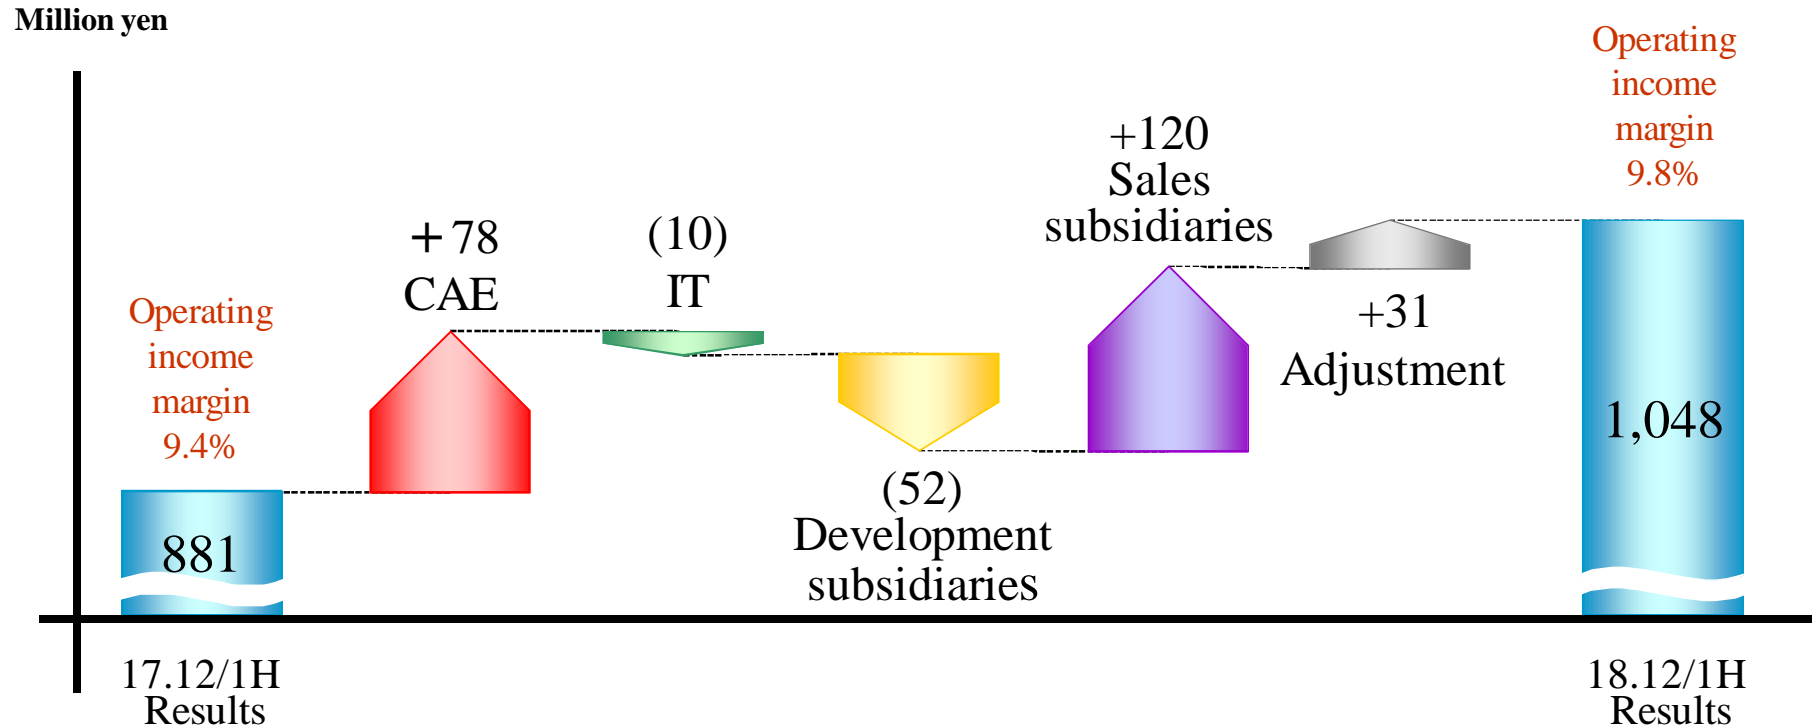 Million yen
Operating
income
margin
9.4%
881
17.12/1H
Results
+78
CAE
(10)
IT
(52)
Development
subsidiaries
+120
Sales
subsidiaries
+31
Adjustment
Operating
income
margin
9.8%
1,048
18.12/1H
Results